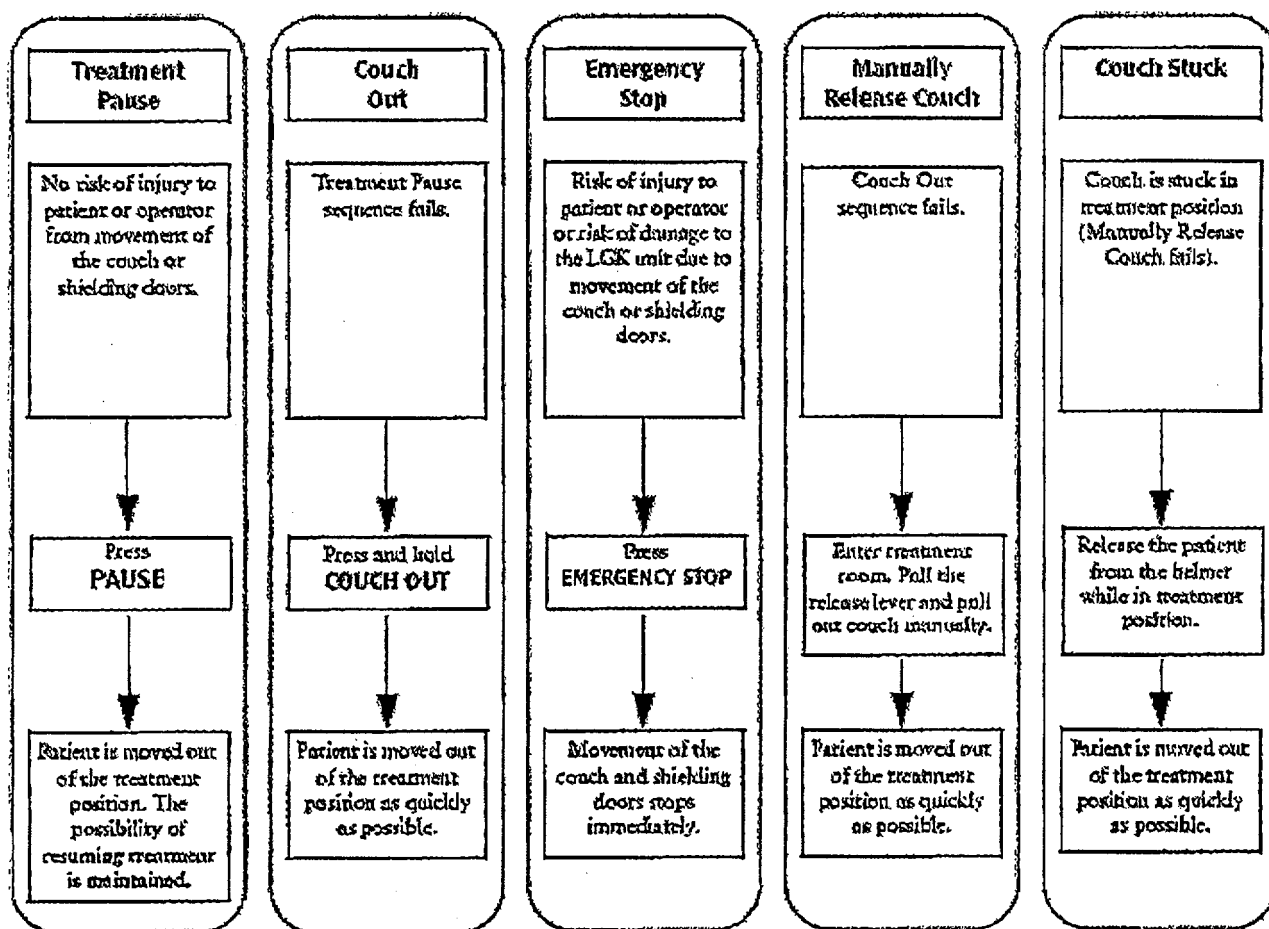 Treatment
Pause
No risk of injury to
patient or operator
from movement of
the couch or
shielding doors.
Press
PAUSE
Patient is moved out
of the treatment
position. The
possibility of
resuming treatment
is maintained.
Couch
Out
Treatment Pause
sequence fails.
Press and hold
COUCH OUT
Patient is moved out
of the treatment
position as quickly
as possible.
Emergency
Stop
Risk of injury to
patient or operator
or risk of damage to
the LGK unit due to
movement of the
couch or shielding
doors.
Press
EMERGENCY STOP
Movement of the
couch and shielding
doors stops
immediately.
Manually
Release Couch
Couch Out
sequence fails.
Enter treatment
room. Pull the
release lever and pull
out couch manually.
Patient is moved out
of the treatment
position as quickly
as possible.
Couch Stuck
Couch is stuck in
treatment position
(Manually Release
Couch fails).
Release the patient
from the helmet
while in treatment
position.
Patient is moved out
of the treatment
position as quickly
as possible.